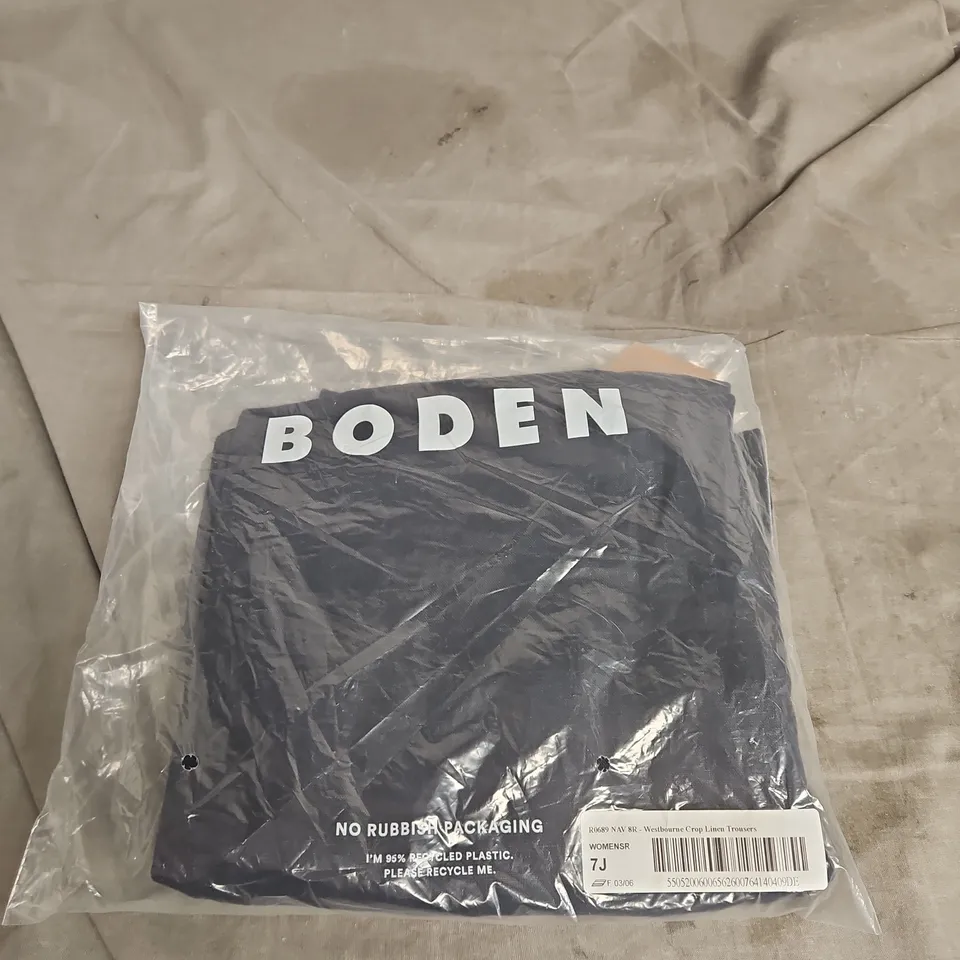 BODEN
NO RUBBISH PACKAGING
I'M 95% RECYCLED PLASTIC.
PLEASE RECYCLE ME.
R0689 NAV 8R - Westbourne Crop Linen Trousers
WOMENSR
7J
F 03/06
55052006006562600764140409DE